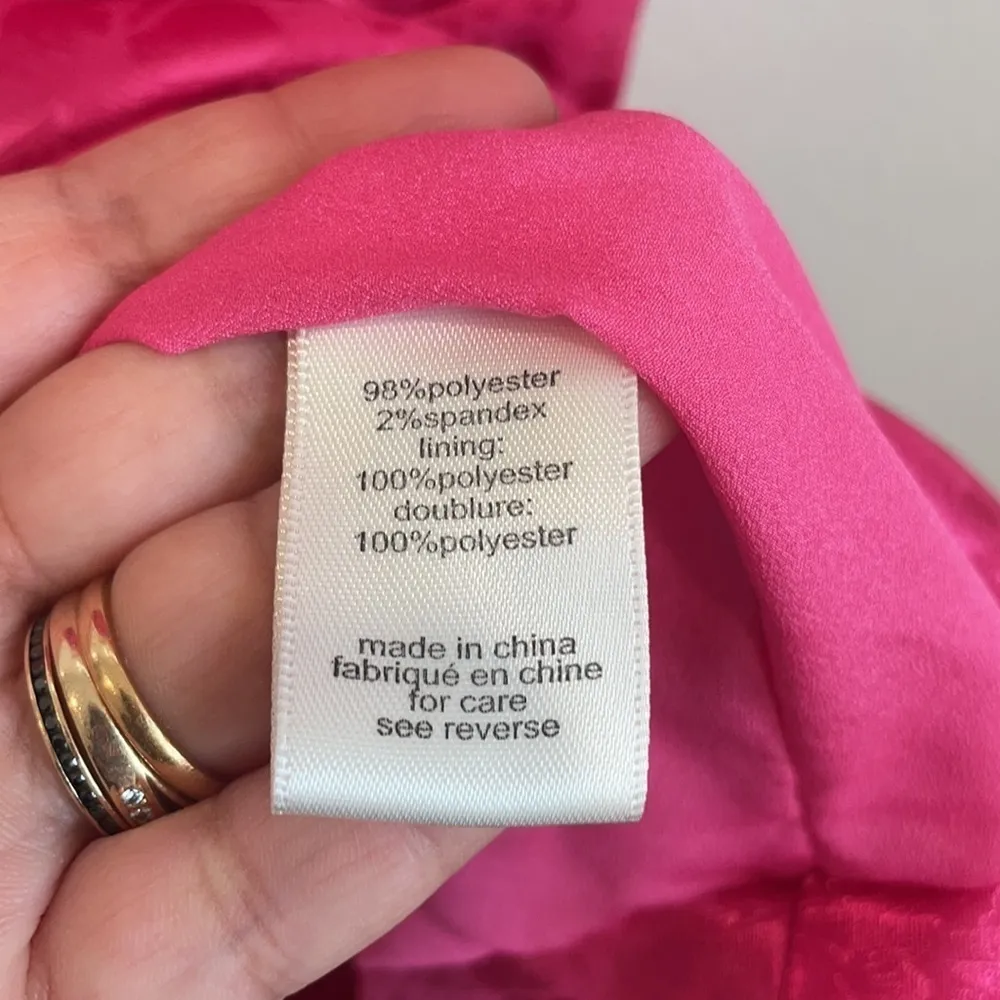 98%polyester
2%spandex
lining:
100%polyester
doublure:
100%polyester
made in china
fabriqué en chine
for care
see reverse